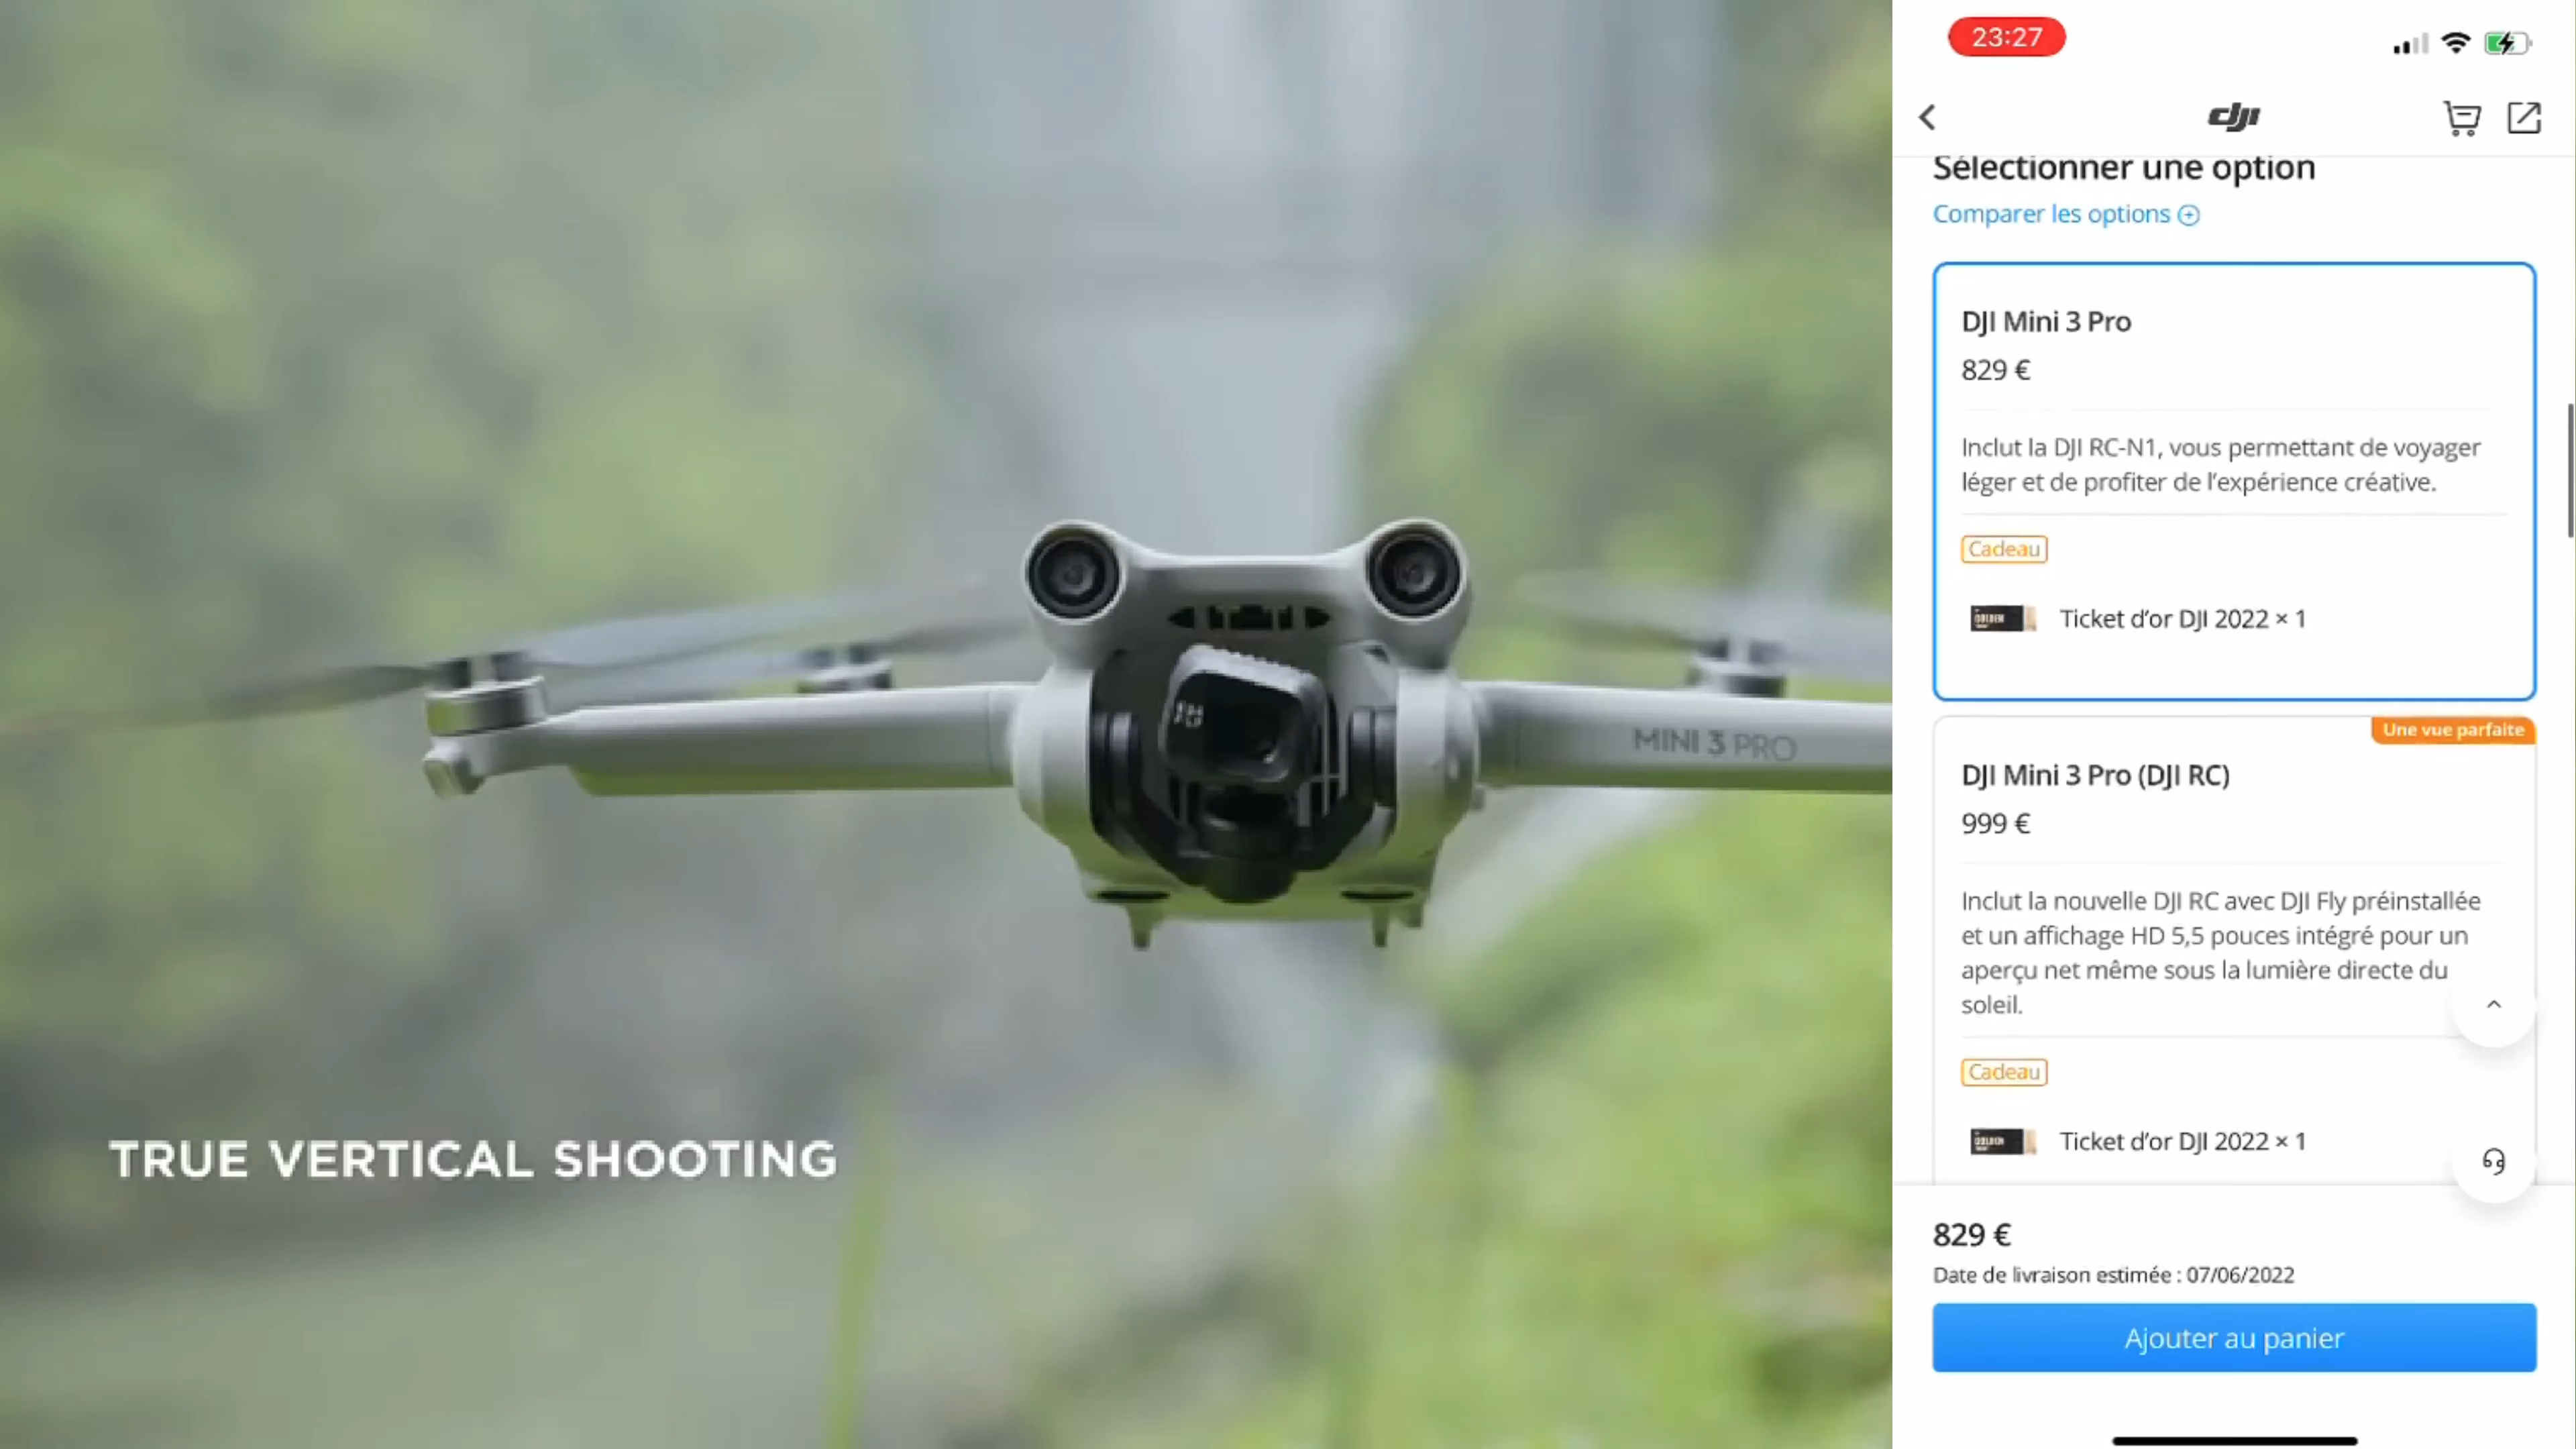 MINI 3 PRO
TRUE VERTICAL SHOOTING
23:27
dji
Sélectionner une option
Comparer les options
DJI Mini 3 Pro
829 €
Inclut la DJI RC-N1, vous permettant de voyager
léger et de profiter de l'expérience créative.
Cadeau
GOLDEN
Ticket d'or DJI 2022 × 1
Une vue parfaite
DJI Mini 3 Pro (DJI RC)
999 €
Inclut la nouvelle DJI RC avec DJI Fly préinstallée
et un affichage HD 5,5 pouces intégré pour un
aperçu net même sous la lumière directe du
soleil.
Cadeau
GOLDEN
Ticket d'or DJI 2022 × 1
829 €
Date de livraison estimée : 07/06/2022
Ajouter au panier